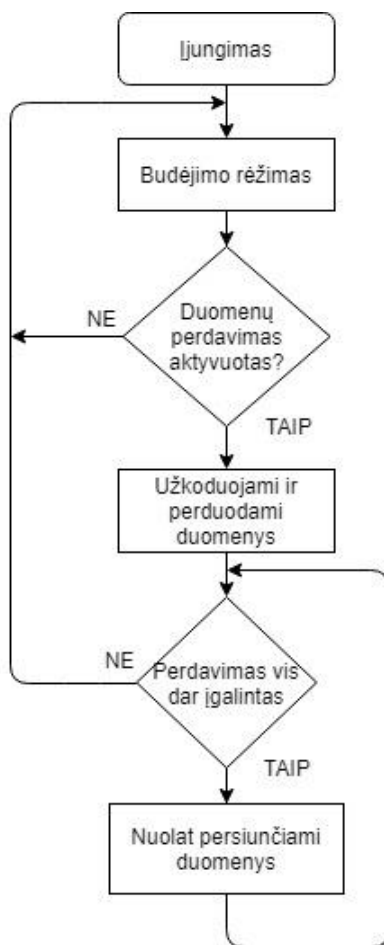 Įjungimas
Budėjimo rėžimas
NE
Duomenų
perdavimas
aktyvuotas?
TAIP
Užkoduojami ir
perduodami
duomenys
NE
Perdavimas vis
dar įgalintas
TAIP
Nuolat persiunčiami
duomenys